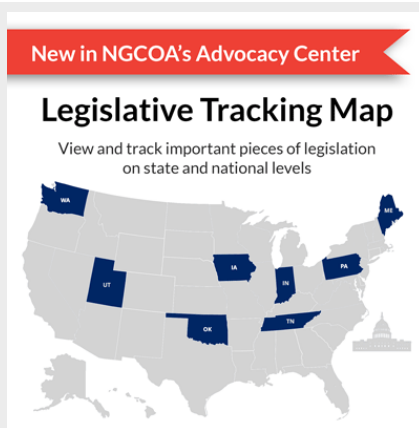 New in NGCOA's Advocacy Center
Legislative Tracking Map
View and track important pieces of legislation
on state and national levels
WA
ME
UT
IA
IN
PA
OK
TN